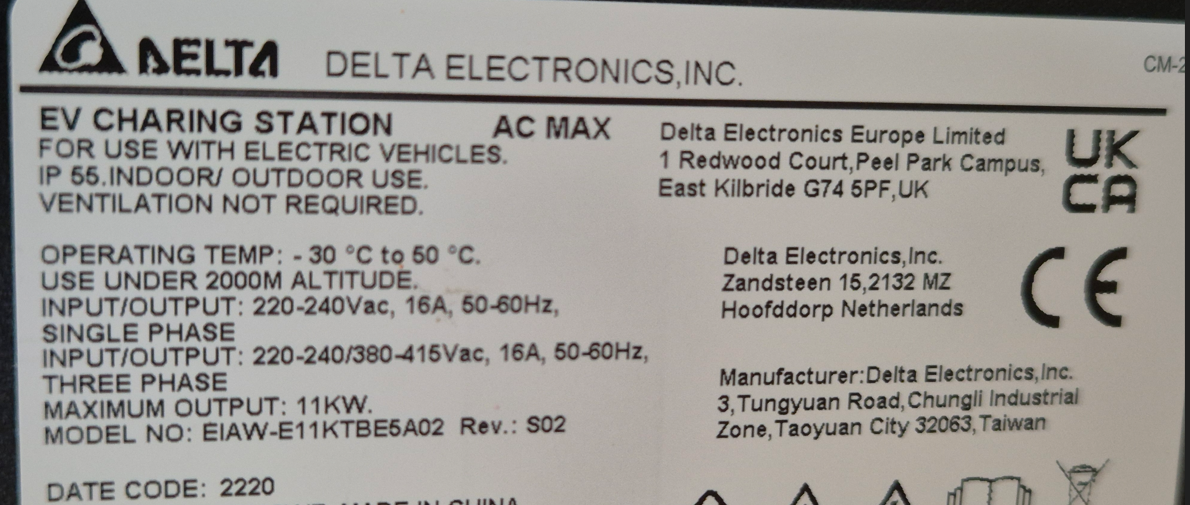 DELTA DELTA ELECTRONICS,INC.
EV CHARING STATION AC MAX
FOR USE WITH ELECTRIC VEHICLES.
IP 55.INDOOR/ OUTDOOR USE.
VENTILATION NOT REQUIRED.
OPERATING TEMP: - 30 °C to 50 °C.
USE UNDER 2000M ALTITUDE.
INPUT/OUTPUT: 220-240Vac, 16A, 50-60Hz,
SINGLE PHASE
INPUT/OUTPUT: 220-240/380-415Vac, 16A, 50-60Hz,
THREE PHASE
MAXIMUM OUTPUT: 11KW.
MODEL NO: EIAW-E11KTBE5A02 Rev.: S02
DATE CODE: 2220
MADE IN CHINA
CM-2
Delta Electronics Europe Limited
1 Redwood Court,Peel Park Campus,
East Kilbride G74 5PF,UK
UK
CA
Delta Electronics,Inc.
Zandsteen 15,2132 MZ
Hoofddorp Netherlands
CE
Manufacturer:Delta Electronics,Inc.
3,Tungyuan Road,Chungli Industrial
Zone,Taoyuan City 32063,Taiwan